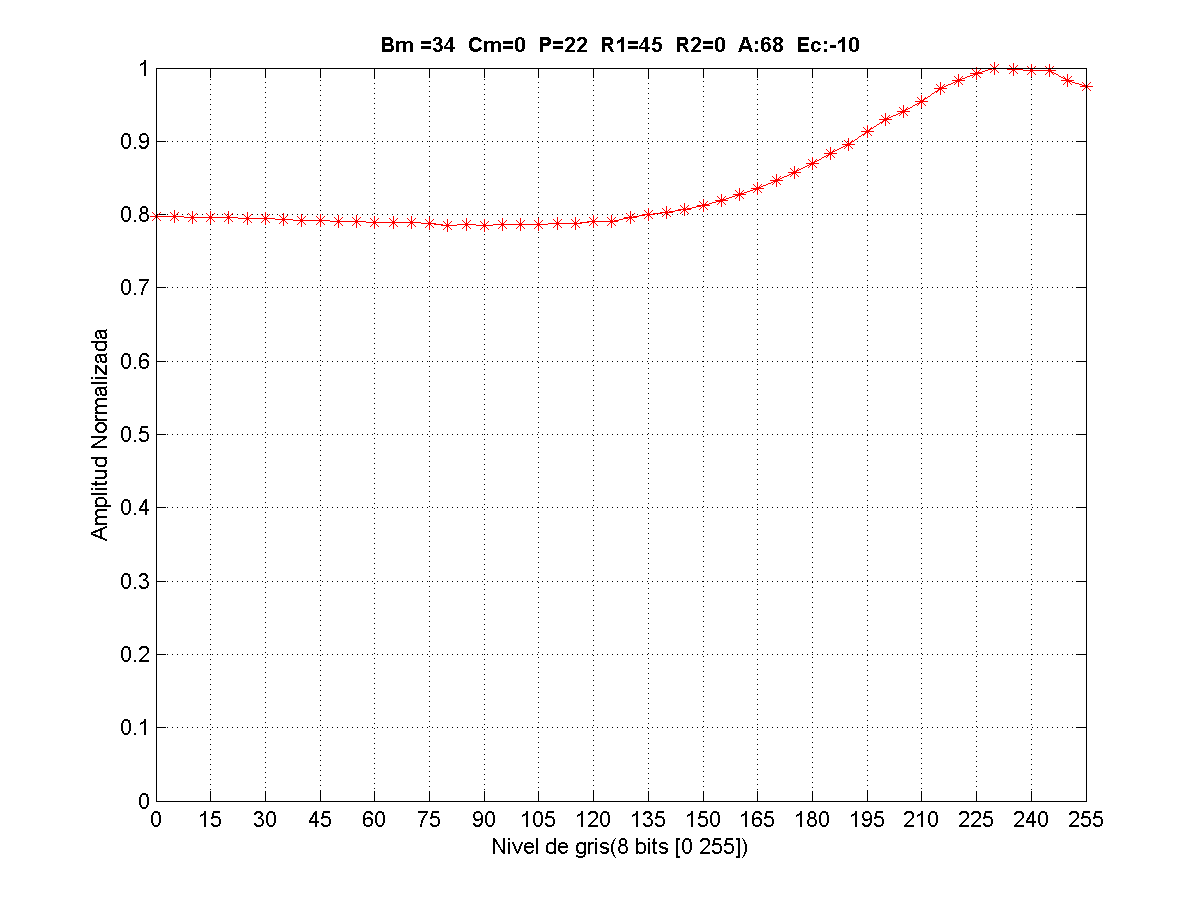 Bm =34 Cm=0 P=22 R1=45 R2=0 A:68 Ec:-10
1
0.9
0.8
0.7
0.6
0.5
0.4
0.3
0.2
0.1
0
Amplitud Normalizada
0 15 30 45 60 75 90 105 120 135 150 165 180 195 210 225 240 255
Nivel de gris(8 bits [0 255])